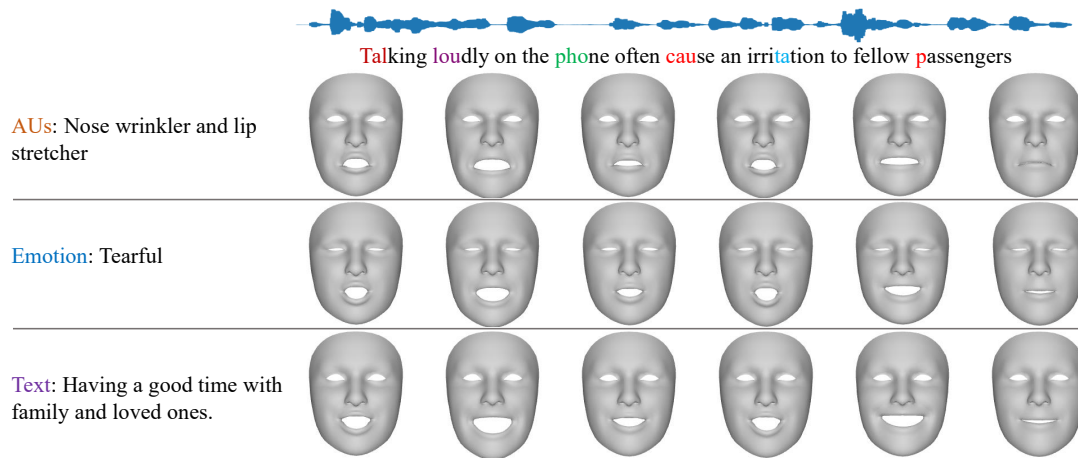 Talking loudly on the phone often cause an irritation to fellow passengers
AUs: Nose wrinkler and lip
stretcher
Emotion: Tearful
Text: Having a good time with
family and loved ones.